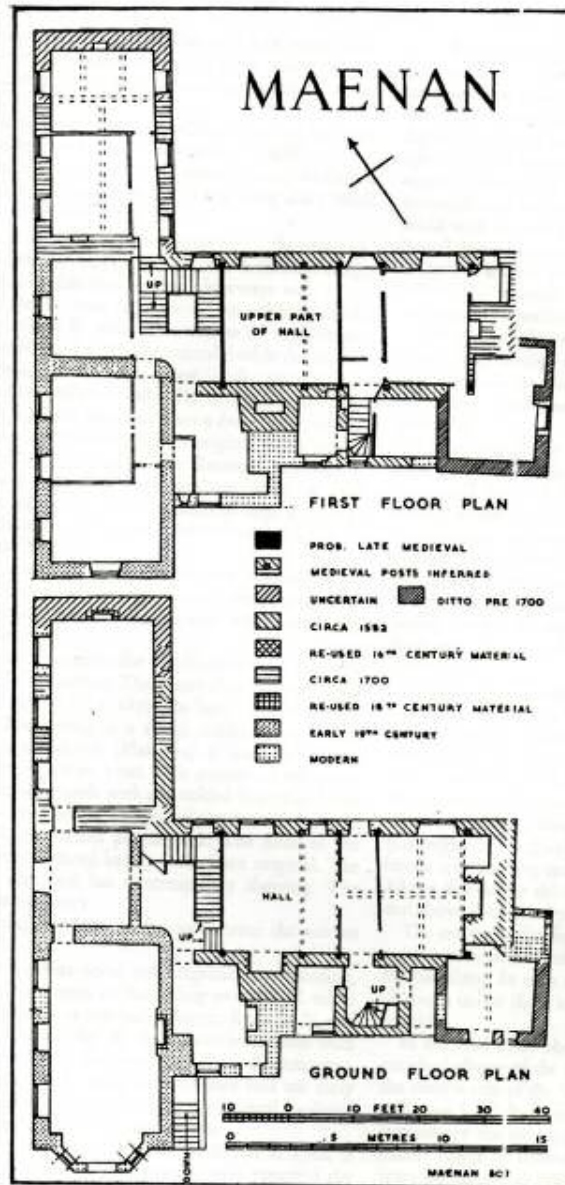 MAENAN
UP
UPPER PART
OF HALL
FIRST FLOOR PLAN
PROB. LATE MEDIEVAL
MEDIEVAL POSTS INFERRED
UNCERTAIN DITTO PRE 1700
CIRCA 1582
RE-USED 16TH CENTURY MATERIAL
CIRCA 1700
RE-USED 18TH CENTURY MATERIAL
EARLY 19TH CENTURY
MODERN
HALL
UP
UP
GROUND FLOOR PLAN
10 0 FEET 10 20 30 40
0 5 METRES 10 15